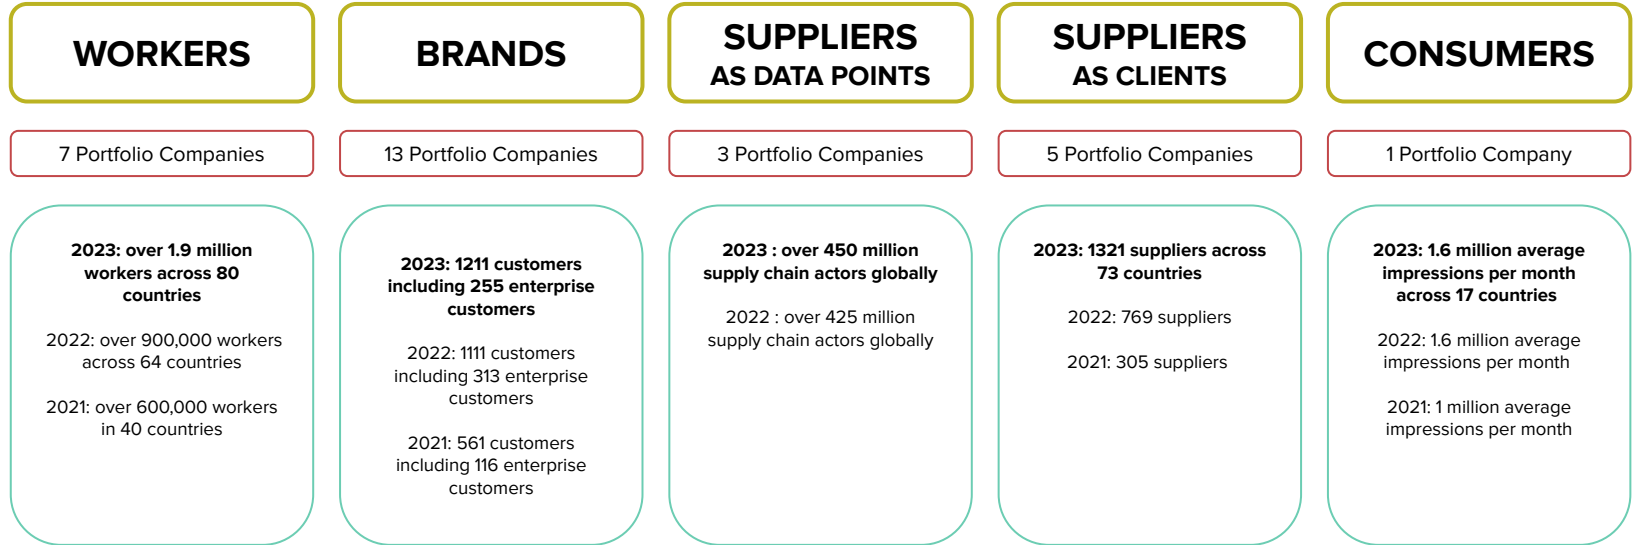 WORKERS
7 Portfolio Companies
2023: over 1.9 million
workers across 80
countries
2022: over 900,000 workers
across 64 countries
2021: over 600,000 workers
in 40 countries
BRANDS
13 Portfolio Companies
2023: 1211 customers
including 255 enterprise
customers
2022: 1111 customers
including 313 enterprise
customers
2021: 561 customers
including 116 enterprise
customers
SUPPLIERS
AS DATA POINTS
3 Portfolio Companies
2023 : over 450 million
supply chain actors globally
2022 : over 425 million
supply chain actors globally
SUPPLIERS
AS CLIENTS
5 Portfolio Companies
2023: 1321 suppliers across
73 countries
2022: 769 suppliers
2021: 305 suppliers
CONSUMERS
1 Portfolio Company
2023: 1.6 million average
impressions per month
across 17 countries
2022: 1.6 million average
impressions per month
2021: 1 million average
impressions per month